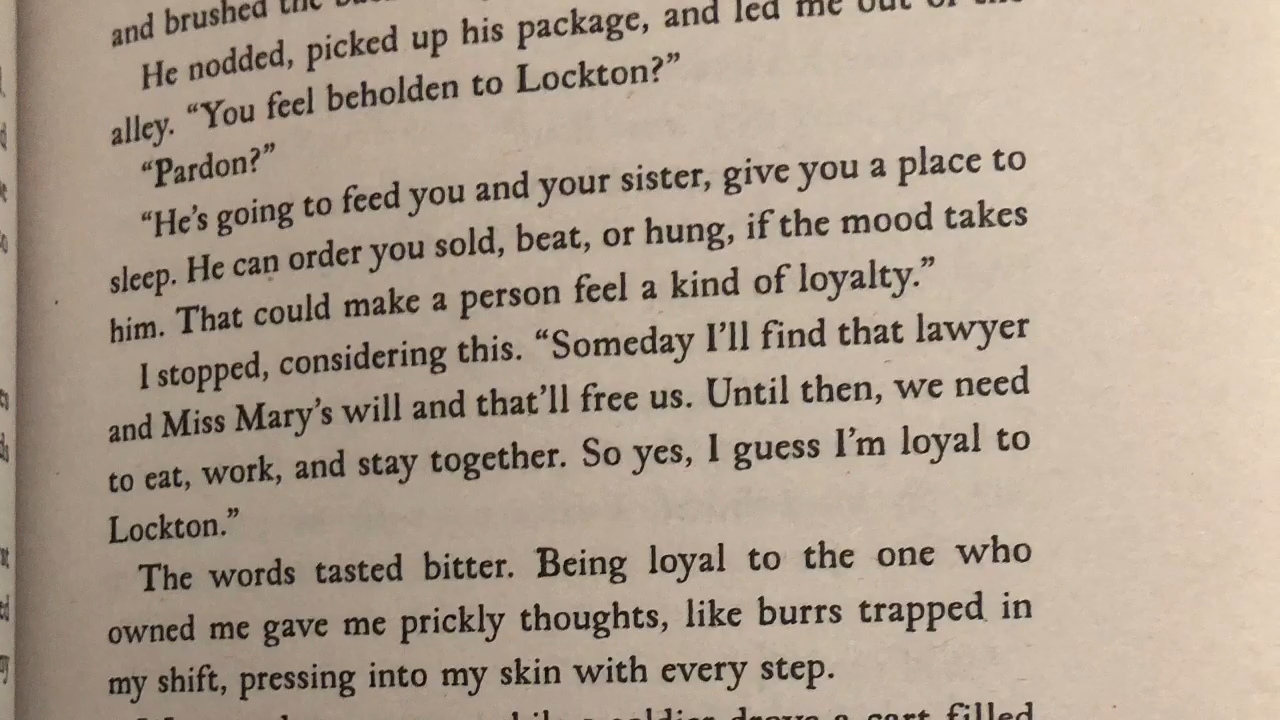 and brushed the
He nodded, picked up his package, and led me out of the
alley. “You feel beholden to Lockton?”
“Pardon?”
“He’s going to feed you and your sister, give you a place to
sleep. He can order you sold, beat, or hung, if the mood takes
him. That could make a person feel a kind of loyalty.”
I stopped, considering this. “Someday I’ll find that lawyer
and Miss Mary’s will and that’ll free us. Until then, we need
to eat, work, and stay together. So yes, I guess I’m loyal to
Lockton.”
The words tasted bitter. Being loyal to the one who
owned me gave me prickly thoughts, like burrs trapped in
my shift, pressing into my skin with every step.
a cart filled